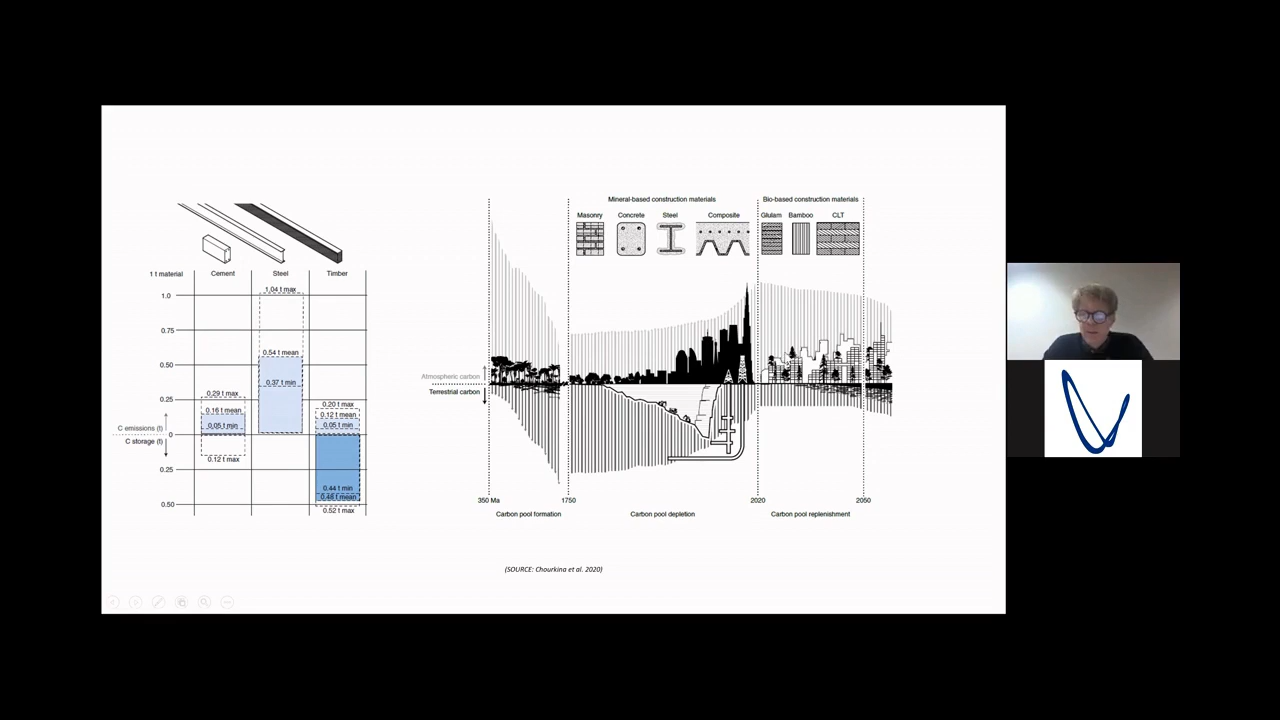 1 t material
Cement
Steel
Timber
1.0
0.75
0.50
0.25
C emissions (t)
0
C storage (t)
0.25
0.50
0.29 t max
0.16 t mean
0.05 t min
0.12 t max
1.04 t max
0.54 t mean
0.37 t min
0.20 t max
0.12 t mean
0.05 t min
0.44 t min
0.48 t mean
0.52 t max
Mineral-based construction materials
Bio-based construction materials
Masonry
Concrete
Steel
Composite
Glulam
Bamboo
CLT
Atmospheric carbon
Terrestrial carbon
350 Ma
1750
2020
2050
Carbon pool formation
Carbon pool depletion
Carbon pool replenishment
(SOURCE: Chourkina et al. 2020)